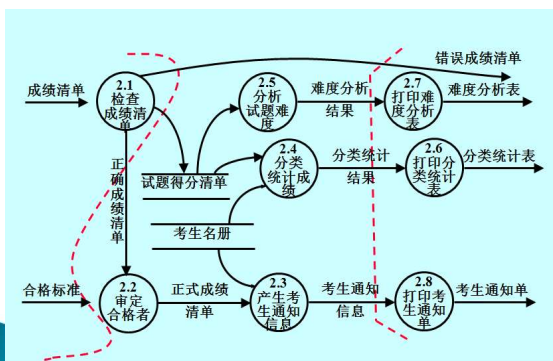 错误成绩清单
成绩清单
2.1
检查
成绩清
单
2.5
分析
试题难
度
难度分析
结果
2.7
打印难
度分析
表
难度分析表
正确成绩清单
试题得分清单
2.4
分类
统计成
绩
分类统计
结果
2.6
打印分
类统计
表
分类统计表
考生名册
合格标准
2.2
审定
合格者
正式成绩
清单
2.3
产生考
生通知
信息
考生通知
信息
2.8
打印考
生通知
单
考生通知单